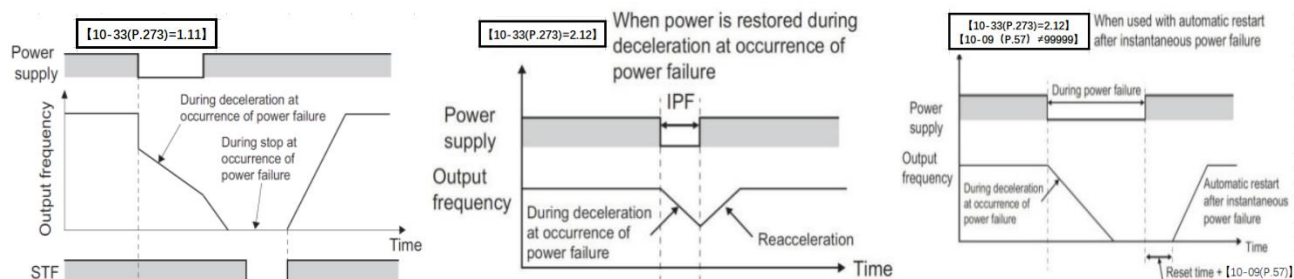 【10-33(P.273)=1.11】
Power
supply
Output frequency
During deceleration at
occurrence of power failure
During stop at
occurrence of
power failure
Time
STF
【10-33(P.273)=2.12】
When power is restored during
deceleration at occurrence of
power failure
IPF
Power
supply
Output
frequency
During deceleration
at occurrence of
power failure
Reacceleration
Time
【10-33(P.273)=2.12】
【10-09（P.57）≠99999】
When used with automatic restart
after instantaneous power failure
During power failure
Power
supply
Output
frequency
During deceleration
at occurrence of
power failure
Automatic restart
after instantaneous
power failure
Time
Reset time +【10-09(P.57)】